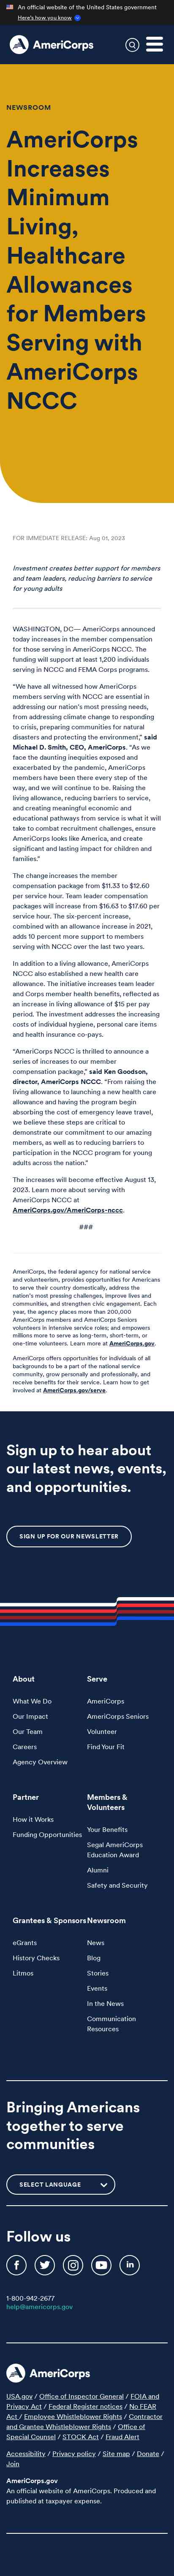 An official website of the United States government
Here's how you know
AmeriCorps
NEWSROOM
AmeriCorps
Increases
Minimum
Living,
Healthcare
Allowances
for Members
Serving with
AmeriCorps
NCCC
FOR IMMEDIATE RELEASE: Aug 01, 2023
Investment creates better support for members
and team leaders, reducing barriers to service
for young adults
WASHINGTON, DC— AmeriCorps announced
today increases in the member compensation
for those serving in AmeriCorps NCCC. The
funding will support at least 1,200 individuals
serving in NCCC and FEMA Corps programs.
“We have all witnessed how AmeriCorps
members serving with NCCC are essential in
addressing our nation’s most pressing needs,
from addressing climate change to responding
to crisis, preparing communities for natural
disasters and protecting the environment,” said
Michael D. Smith, CEO, AmeriCorps. “As we
face the daunting inequities exposed and
exacerbated by the pandemic, AmeriCorps
members have been there every step of the
way, and we will continue to be. Raising the
living allowance, reducing barriers to service,
and creating meaningful economic and
educational pathways from service is what it will
take to combat recruitment challenges, ensure
AmeriCorps looks like America, and create
significant and lasting impact for children and
families.”
The change increases the member
compensation package from $11.33 to $12.60
per service hour. Team leader compensation
packages will increase from $16.63 to $17.60 per
service hour. The six-percent increase,
combined with an allowance increase in 2021,
adds 10 percent more support to members
serving with NCCC over the last two years.
In addition to a living allowance, AmeriCorps
NCCC also established a new health care
allowance. The initiative increases team leader
and Corps member health benefits, reflected as
an increase in living allowance of $15 per pay
period. The investment addresses the increasing
costs of individual hygiene, personal care items
and health insurance co-pays.
“AmeriCorps NCCC is thrilled to announce a
series of increases to our member
compensation package,” said Ken Goodson,
director, AmeriCorps NCCC. “From raising the
living allowance to launching a new health care
allowance and having the program begin
importantly of the encompassing every travel,
we believe these steps will continue to
demonstrate our commitment to our amazing
members, as well as to reducing barriers to
participation in the NCCC program for young
adults across the nation.”
The increases will become effective August 13,
2023. Learn more about serving with
AmeriCorps NCCC at
AmeriCorps.gov/AmeriCorps-nccc.
###
AmeriCorps, the federal agency for national service
and volunteerism, provides opportunities for Americans
to serve their country domestically, address the
nation's most pressing challenges, improve lives and
communities, and strengthen civic engagement. Each
year, the agency places more than 200,000
AmeriCorps members and AmeriCorps Seniors
volunteers in intensive service roles; and empowers
millions more to serve as long-term, short-term, or
one-time volunteers. Learn more at AmeriCorps.gov.
AmeriCorps offers opportunities for individuals of all
backgrounds to be a part of the national service
community, grow personally and professionally, and
receive benefits for their service. Learn how to get
involved at AmeriCorps.gov/serve.
Sign up to hear about
our latest news, events,
and opportunities.
SIGN UP FOR OUR NEWSLETTER
About
What We Do
Our Impact
Our Team
Careers
Agency Overview
Serve
AmeriCorps
AmeriCorps Seniors
Volunteer
Find Your Fit
Partner
How it Works
Funding Opportunities
Members &
Volunteers
Your Benefits
Segal AmeriCorps
Education Award
Alumni
Safety and Security
Grantees & Sponsors
eGrants
History Checks
Litmos
Newsroom
News
Blog
Stories
Events
In the News
Communication
Resources
Bringing Americans
together to serve
communities
SELECT LANGUAGE
Follow us
1-800-942-2677
help@americorps.gov
AmeriCorps
USA.gov / Office of Inspector General / FOIA and
Privacy Act / Federal Register notices / No FEAR
Act / Employee Whistleblower Rights / Contractor
and Grantee Whistleblower Rights / Office of
Special Counsel / STOCK Act / Fraud Alert
Accessibility / Privacy policy / Site map / Donate /
Join
AmeriCorps.gov
An official website of AmeriCorps. Produced and
published at taxpayer expense.